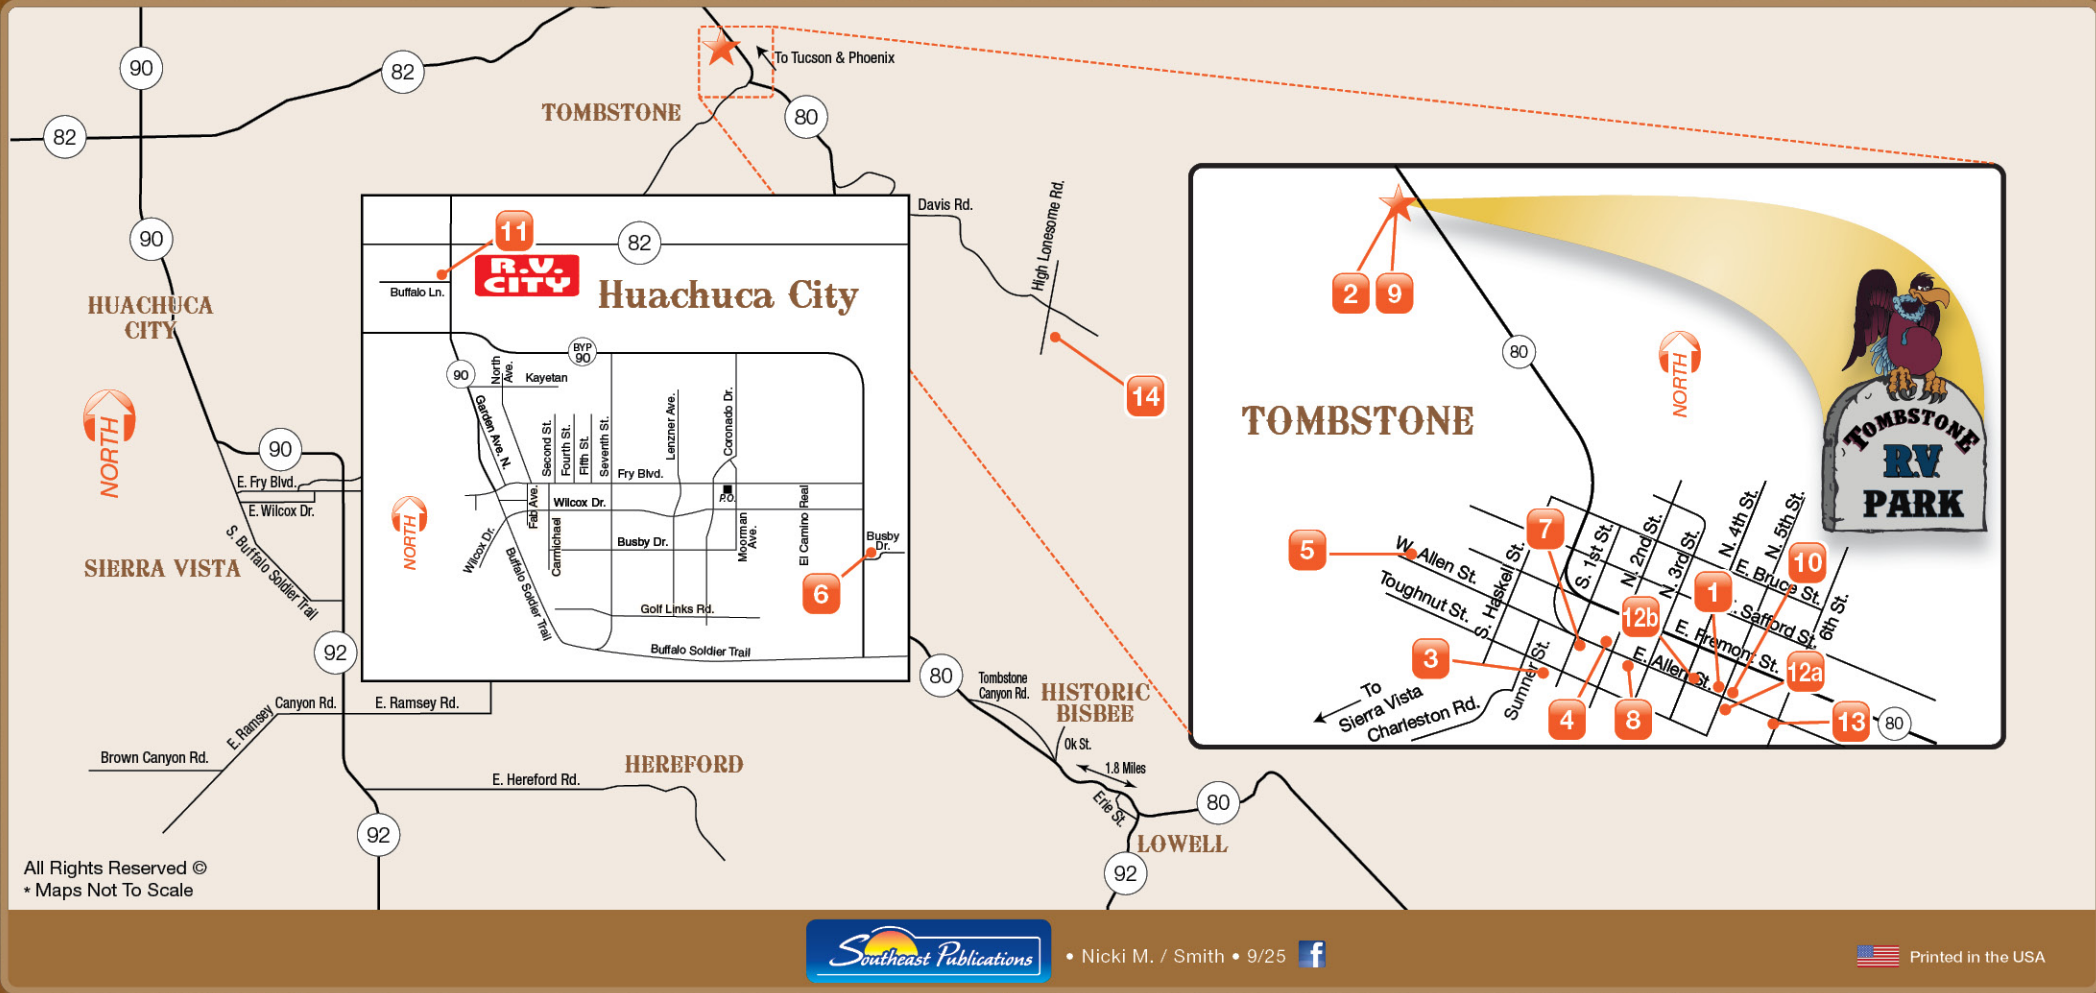 90
82
82
90
To Tucson & Phoenix
TOMBSTONE
80
HUACHUCA
CITY
NORTH
90
E. Fry Blvd.
E. Wilcox Dr.
S. Buffalo Soldier Trail
SIERRA VISTA
92
Canyon Rd.
E. Ramsey
E. Ramsey Rd.
Brown Canyon Rd.
E. Hereford Rd.
HEREFORD
92
11
82
R.V.
CITY
Huachuca City
Buffalo Ln.
BYP
90
90
North
Ave.
Kayetan
Garden Ave. N.
Second St.
Fourth St.
Fifth St.
Seventh St.
Lenzner Ave.
Coronado Dr.
Fry Blvd.
P.O.
Fab Ave.
Wilcox Dr.
Wilcox Dr.
Carmichael
Busby Dr.
Moorman
Ave.
El Camino Real
Busby
Dr.
6
NORTH
Buffalo Soldier Trail
Golf Links Rd.
Buffalo Soldier Trail
Davis Rd.
High Lonesome Rd.
14
80
Tombstone
Canyon Rd.
HISTORIC
BISBEE
Ok St.
1.8 Miles
Erie St.
80
LOWELL
92
2
9
80
NORTH
TOMBSTONE
TOMBSTONE
RV
PARK
5
7
W. Allen St.
Toughnut St.
S. Haskell St.
S. 1st St.
N. 2nd St.
N. 3rd St.
N. 4th St.
N. 5th St.
6th St.
10
E. Bruce St.
1
. Safford St.
12b
E. Fremont St.
E. Allen St.
12a
3
Sumner St.
To
Sierra Vista
Charleston Rd.
4
8
13
80
All Rights Reserved ©
* Maps Not To Scale
Southeast Publications
• Nicki M. / Smith • 9/25
f
Printed in the USA